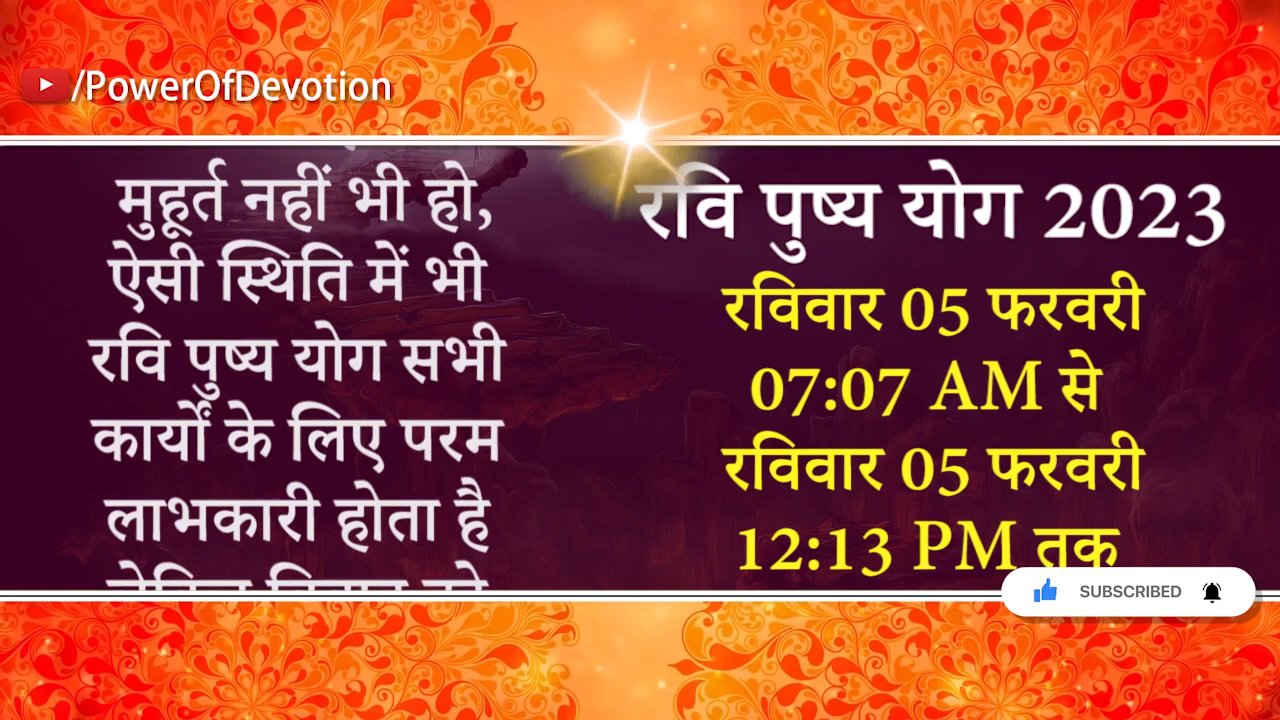 /PowerOfDevotion
मुहूर्त नहीं भी हो,
ऐसी स्थिति में भी
रवि पुष्य योग सभी
कार्यों के लिए परम
लाभकारी होता है
रवि पुष्य योग 2023
रविवार 05 फरवरी
07:07 AM से
रविवार 05 फरवरी
12:13 PM तक
SUBSCRIBED